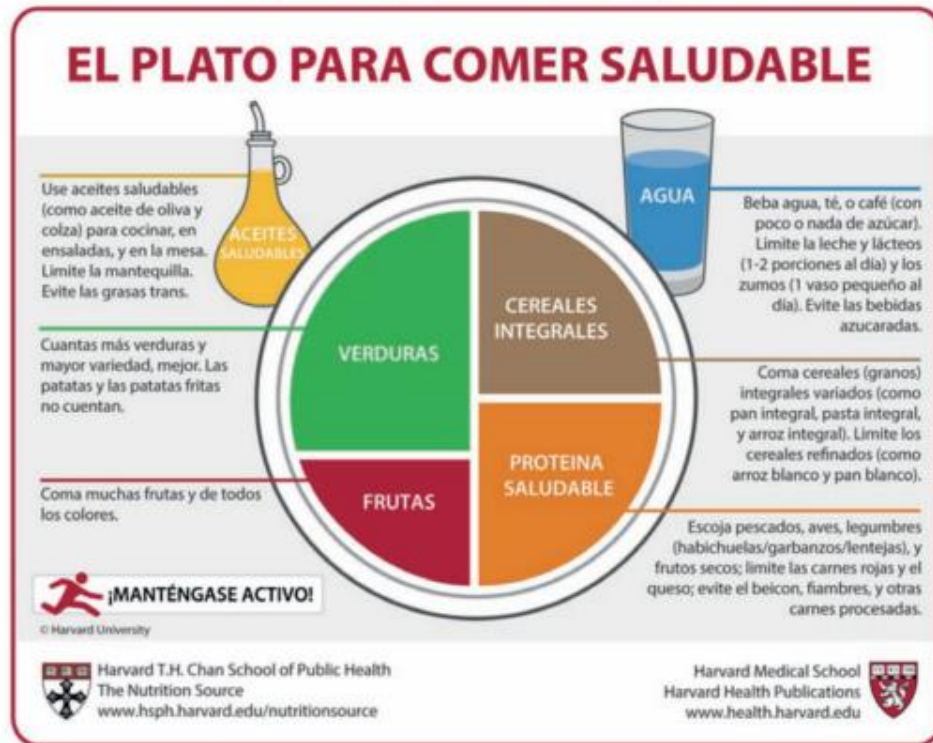 EL PLATO PARA COMER SALUDABLE
Use aceites saludables
(como aceite de oliva y
colza) para cocinar, en
ensaladas, y en la mesa.
Limite la mantequilla.
Evite las grasas trans.
ACEITES
SALUDABLES
AGUA
Beba agua, té, o café (con
poco o nada de azúcar).
Limite la leche y lácteos
(1-2 porciones al día) y los
zumos (1 vaso pequeño al
día). Evite las bebidas
azucaradas.
Cuantas más verduras y
mayor variedad, mejor. Las
patatas y las patatas fritas
no cuentan.
VERDURAS
CEREALES
INTEGRALES
Coma cereales (granos)
integrales variados (como
pan integral, pasta integral,
y arroz integral). Limite los
cereales refinados (como
arroz blanco y pan blanco).
Coma muchas frutas y de todos
los colores.
FRUTAS
PROTEINA
SALUDABLE
Escoja pescados, aves, legumbres
(habichuelas/garbanzos/lentejas), y
frutos secos; limite las carnes rojas y el
queso; evite el beicon, fiambres, y otras
carnes procesadas.
¡MANTÉNGASE ACTIVO!
© Harvard University
Harvard T.H. Chan School of Public Health
The Nutrition Source
www.hsph.harvard.edu/nutritionsource
Harvard Medical School
Harvard Health Publications
www.health.harvard.edu